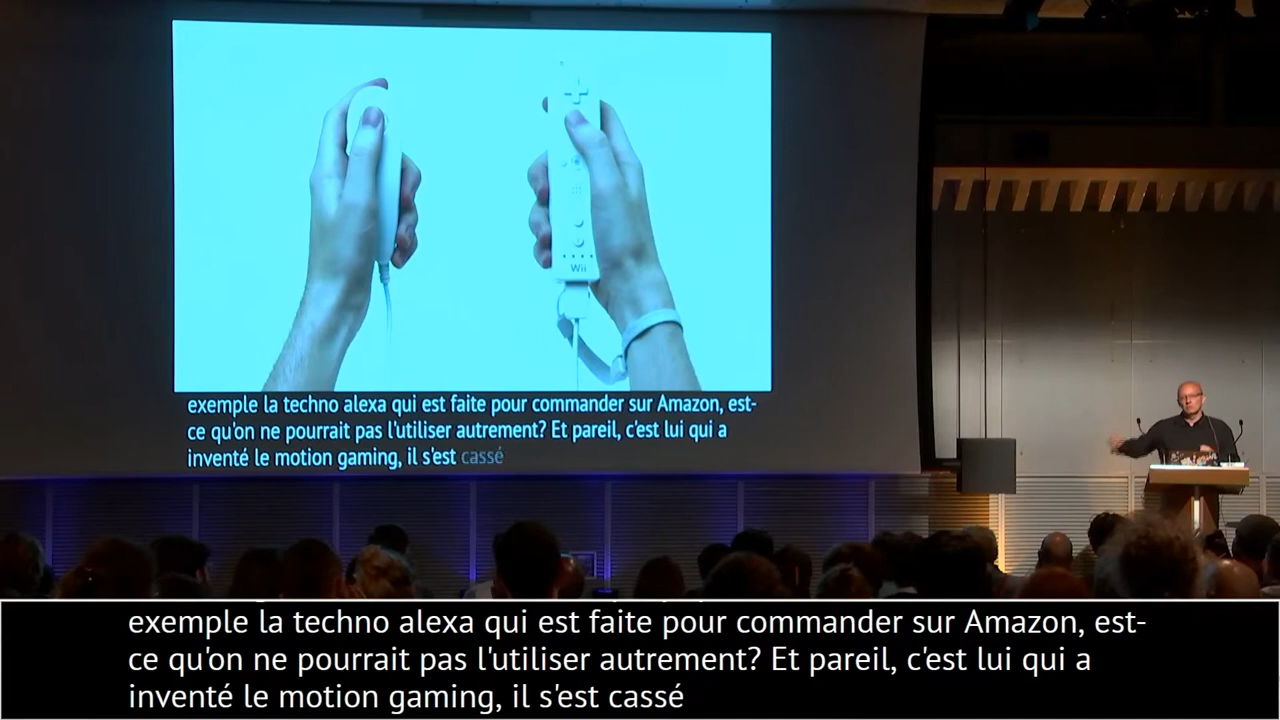 Wii
exemple la techno alexa qui est faite pour commander sur Amazon, est-
ce qu'on ne pourrait pas l'utiliser autrement? Et pareil, c'est lui qui a
inventé le motion gaming, il s'est cassé
exemple la techno alexa qui est faite pour commander sur Amazon, est-
ce qu'on ne pourrait pas l'utiliser autrement? Et pareil, c'est lui qui a
inventé le motion gaming, il s'est cassé